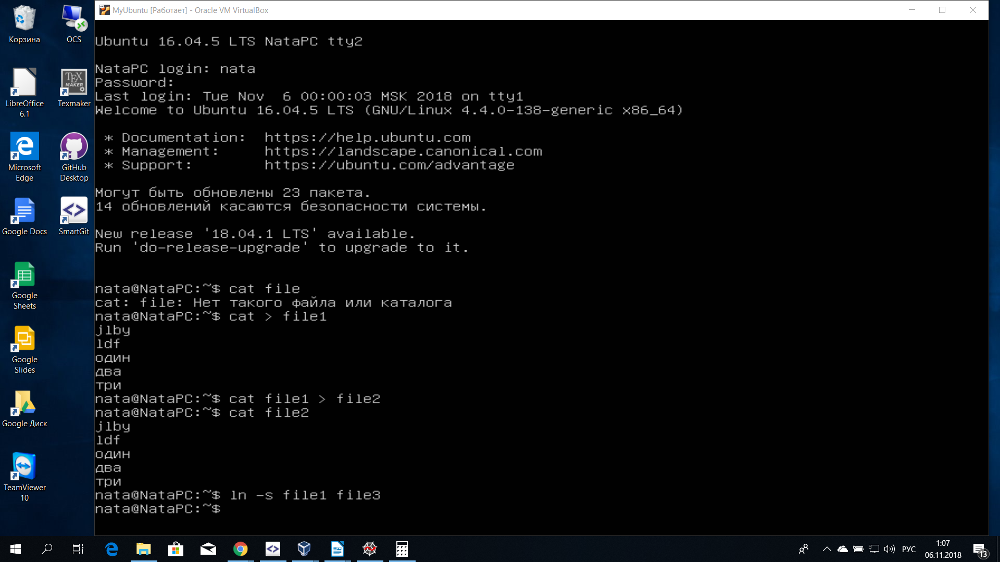 MyUbuntu [Работает] - Oracle VM VirtualBox
Корзина
OCS
LibreOffice
6.1
Texmaker
TEX
MAKER
Microsoft
Edge
GitHub
Desktop
Google Docs
SmartGit
Google
Sheets
Google
Slides
Google Диск
TeamViewer
10
Ubuntu 16.04.5 LTS NataPC tty2
NataPC login: nata
Password:
Last login: Tue Nov  6 00:00:03 MSK 2018 on tty1
Welcome to Ubuntu 16.04.5 LTS (GNU/Linux 4.4.0-138-generic x86_64)
* Documentation:  https://help.ubuntu.com
* Management:     https://landscape.canonical.com
* Support:        https://ubuntu.com/advantage
Могут быть обновлены 23 пакета.
14 обновлений касаются безопасности системы.
New release '18.04.1 LTS' available.
Run 'do-release-upgrade' to upgrade to it.
nata@NataPC:~$ cat file
cat: file: Нет такого файла или каталога
nata@NataPC:~$ cat > file1
jlby
ldf
один
два
три
nata@NataPC:~$ cat file1 > file2
nata@NataPC:~$ cat file2
jlby
ldf
один
два
три
nata@NataPC:~$ ln -s file1 file3
nata@NataPC:~$
РУС
1:07
06.11.2018
13